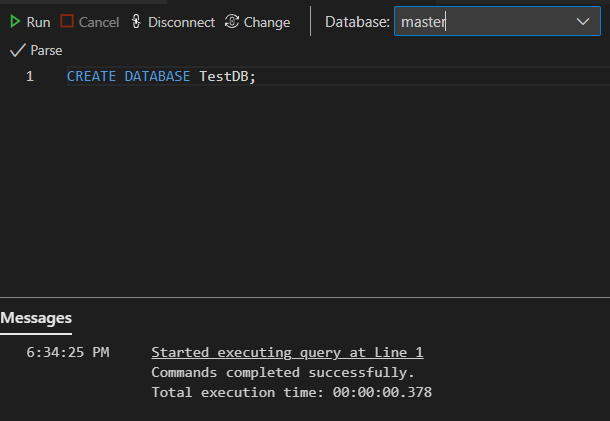 Run Cancel Disconnect Change Database: master
Parse
1 CREATE DATABASE TestDB;
Messages
6:34:25 PM Started executing query at Line 1
Commands completed successfully.
Total execution time: 00:00:00.378